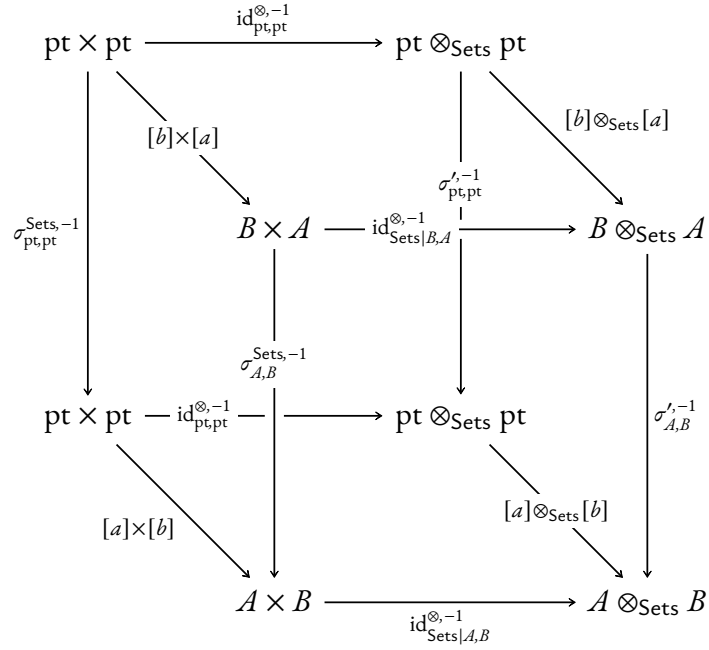 id^{⊗,−1}_{pt,pt}
pt × pt
pt ⊗_{Sets} pt
[b]×[a]
[b]⊗_{Sets}[a]
σ′^{,−1}_{pt,pt}
σ^{Sets,−1}_{pt,pt}
B × A
id^{⊗,−1}_{Sets|B,A}
B ⊗_{Sets} A
σ^{Sets,−1}_{A,B}
pt × pt
id^{⊗,−1}_{pt,pt}
pt ⊗_{Sets} pt
σ′^{,−1}_{A,B}
[a]×[b]
[a]⊗_{Sets}[b]
A × B
id^{⊗,−1}_{Sets|A,B}
A ⊗_{Sets} B